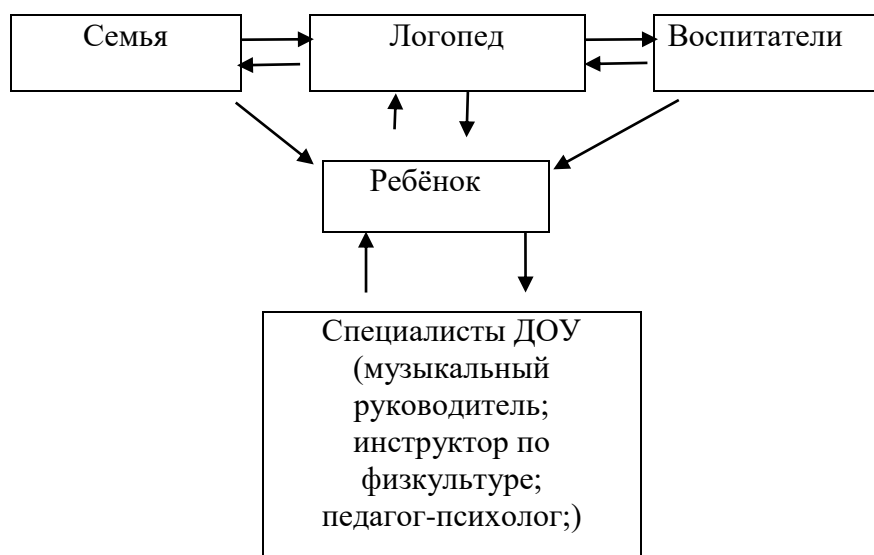 Семья
Логопед
Воспитатели
Ребёнок
Специалисты ДОУ
(музыкальный
руководитель;
инструктор по
физкультуре;
педагог-психолог;)